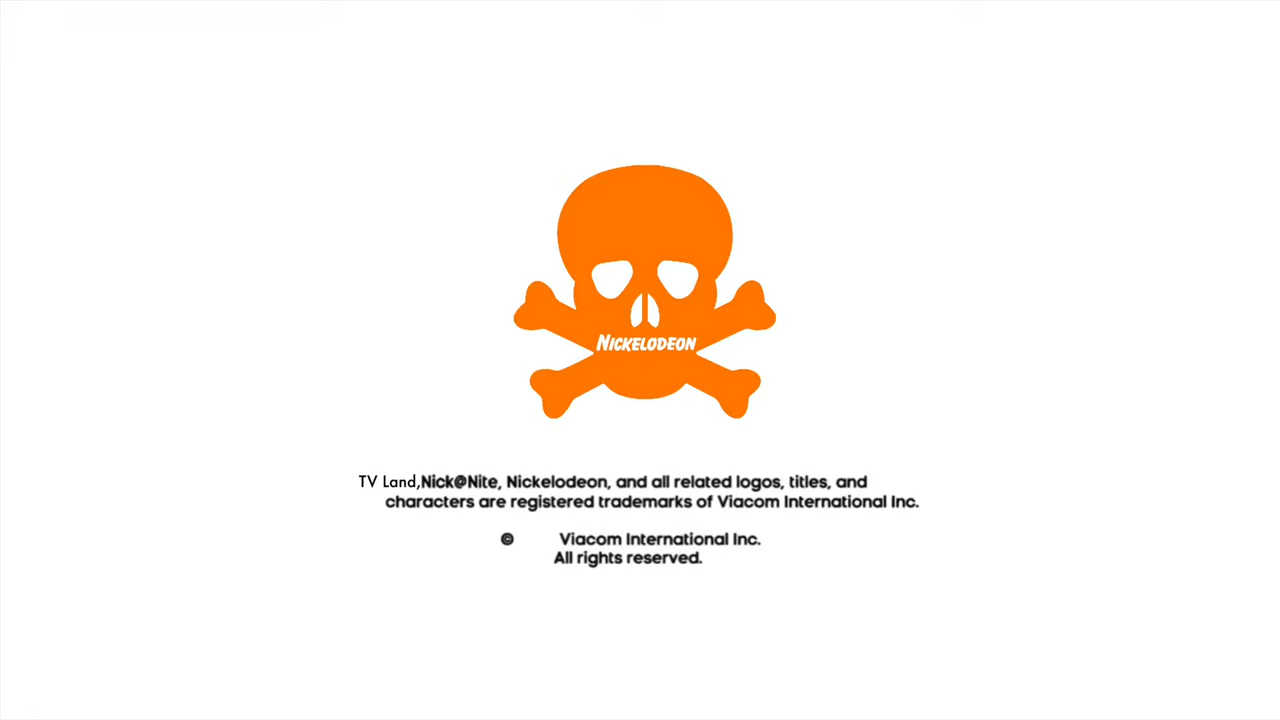 NICKELODEON
TV Land,Nick@Nite, Nickelodeon, and all related logos, titles, and
characters are registered trademarks of Viacom International Inc.
© Viacom International Inc.
All rights reserved.